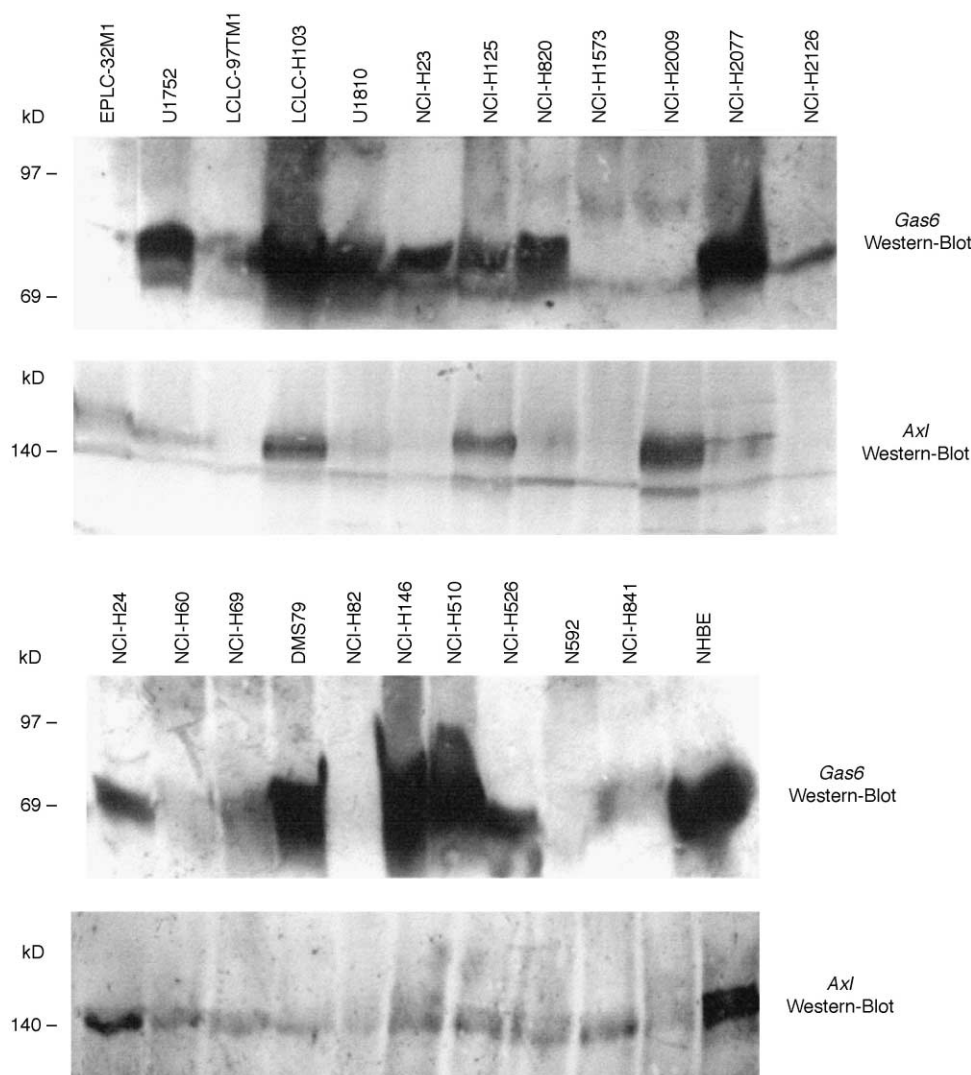 EPLC-32M1
U1752
LCLC-97TM1
LCLC-H103
U1810
NCI-H23
NCI-H125
NCI-H820
NCI-H1573
NCI-H2009
NCI-H2077
NCI-H2126
kD
97 –
69 –
Gas6
Western-Blot
kD
140 –
Axl
Western-Blot
NCI-H24
NCI-H60
NCI-H69
DMS79
NCI-H82
NCI-H146
NCI-H510
NCI-H526
N592
NCI-H841
NHBE
kD
97 –
69 –
Gas6
Western-Blot
kD
140 –
Axl
Western-Blot